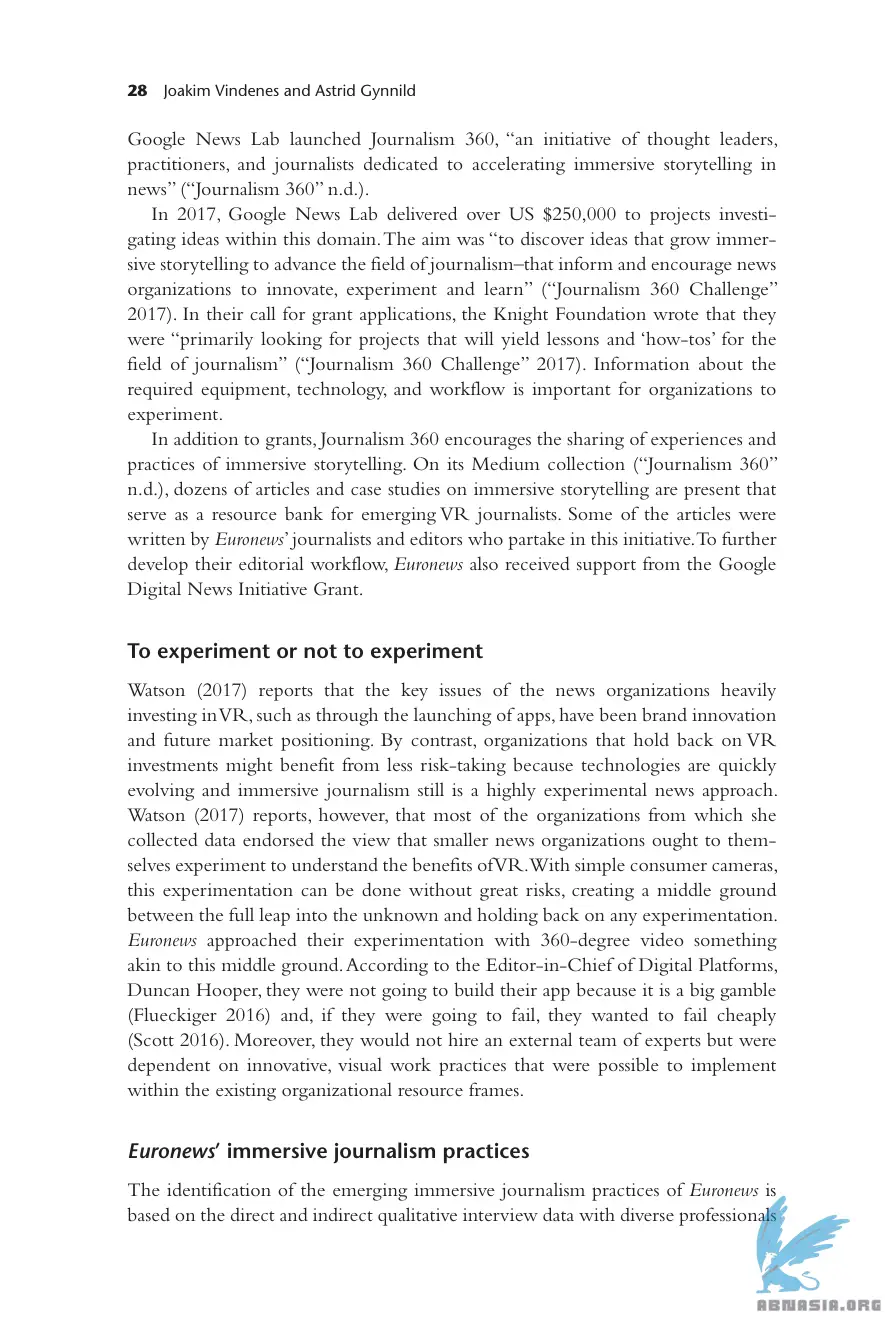 28 Joakim Vindenes and Astrid Gynnild
Google News Lab launched Journalism 360, “an initiative of thought leaders,
practitioners, and journalists dedicated to accelerating immersive storytelling in
news” (“Journalism 360” n.d.).
In 2017, Google News Lab delivered over US $250,000 to projects investi-
gating ideas within this domain. The aim was “to discover ideas that grow immer-
sive storytelling to advance the field of journalism–that inform and encourage news
organizations to innovate, experiment and learn” (“Journalism 360 Challenge”
2017). In their call for grant applications, the Knight Foundation wrote that they
were “primarily looking for projects that will yield lessons and ‘how-tos’ for the
field of journalism” (“Journalism 360 Challenge” 2017). Information about the
required equipment, technology, and workflow is important for organizations to
experiment.
In addition to grants, Journalism 360 encourages the sharing of experiences and
practices of immersive storytelling. On its Medium collection (“Journalism 360”
n.d.), dozens of articles and case studies on immersive storytelling are present that
serve as a resource bank for emerging VR journalists. Some of the articles were
written by Euronews’ journalists and editors who partake in this initiative. To further
develop their editorial workflow, Euronews also received support from the Google
Digital News Initiative Grant.
To experiment or not to experiment
Watson (2017) reports that the key issues of the news organizations heavily
investing in VR, such as through the launching of apps, have been brand innovation
and future market positioning. By contrast, organizations that hold back on VR
investments might benefit from less risk-taking because technologies are quickly
evolving and immersive journalism still is a highly experimental news approach.
Watson (2017) reports, however, that most of the organizations from which she
collected data endorsed the view that smaller news organizations ought to them-
selves experiment to understand the benefits of VR. With simple consumer cameras,
this experimentation can be done without great risks, creating a middle ground
between the full leap into the unknown and holding back on any experimentation.
Euronews approached their experimentation with 360-degree video something
akin to this middle ground. According to the Editor-in-Chief of Digital Platforms,
Duncan Hooper, they were not going to build their app because it is a big gamble
(Flueckiger 2016) and, if they were going to fail, they wanted to fail cheaply
(Scott 2016). Moreover, they would not hire an external team of experts but were
dependent on innovative, visual work practices that were possible to implement
within the existing organizational resource frames.
Euronews’ immersive journalism practices
The identification of the emerging immersive journalism practices of Euronews is
based on the direct and indirect qualitative interview data with diverse professionals
ABNASIA.ORG